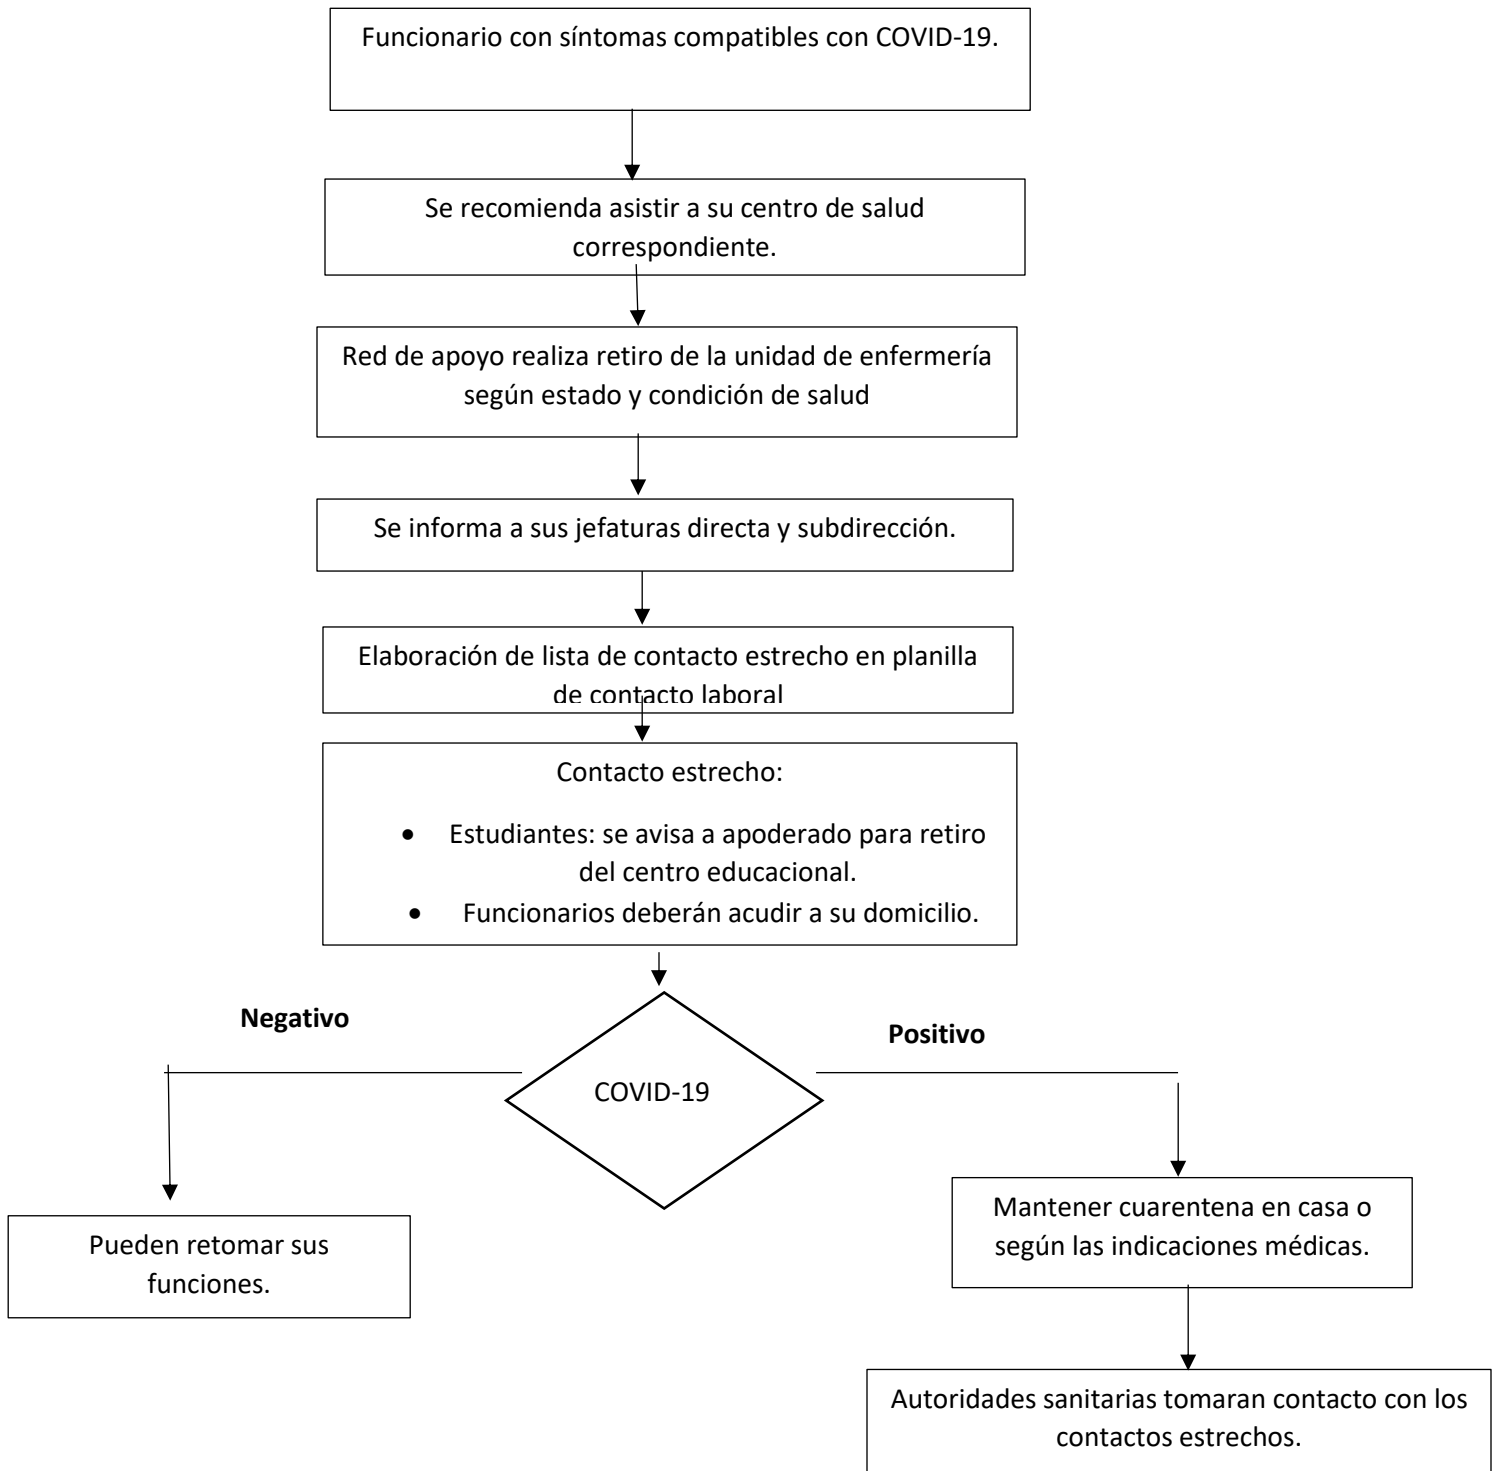 Funcionario con síntomas compatibles con COVID-19.
Se recomienda asistir a su centro de salud
correspondiente.
Red de apoyo realiza retiro de la unidad de enfermería
según estado y condición de salud
Se informa a sus jefaturas directa y subdirección.
Elaboración de lista de contacto estrecho en planilla
de contacto laboral
Contacto estrecho:
• Estudiantes: se avisa a apoderado para retiro
del centro educacional.
• Funcionarios deberán acudir a su domicilio.
Negativo
Positivo
COVID-19
Pueden retomar sus
funciones.
Mantener cuarentena en casa o
según las indicaciones médicas.
Autoridades sanitarias tomaran contacto con los
contactos estrechos.